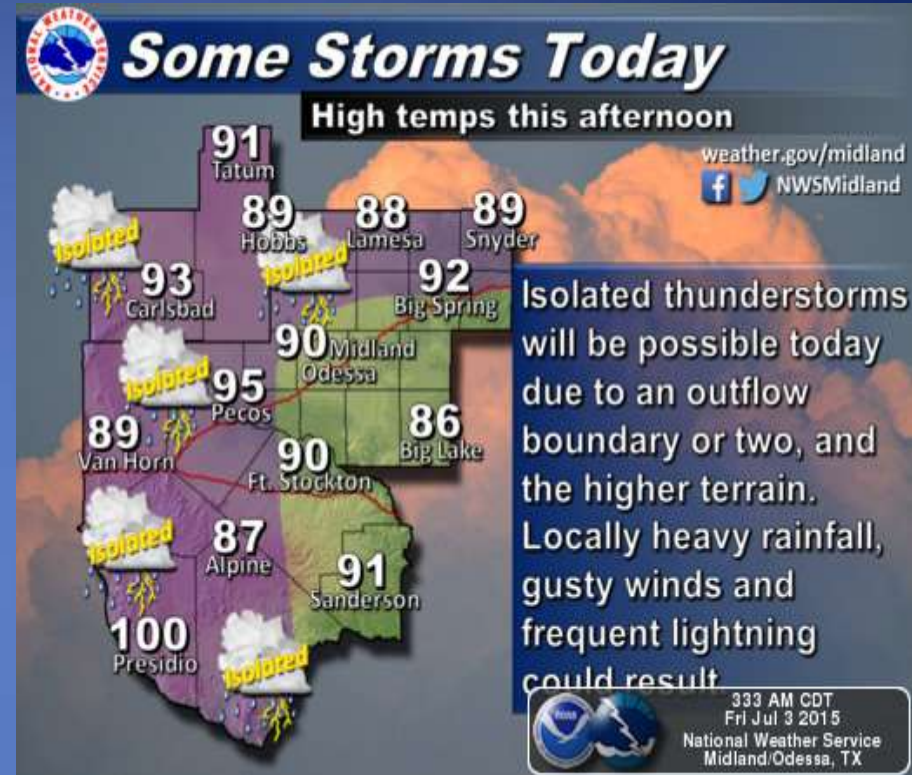 NATIONAL WEATHER SERVICE
Some Storms Today
High temps this afternoon
weather.gov/midland
NWSMidland
91
Tatum
89
Hobbs
88
Lamesa
89
Snyder
Isolated
Isolated
93
Carlsbad
92
Big Spring
90 Midland
Odessa
Isolated
95
Pecos
89
Van Horn
86
Big Lake
90
Ft. Stockton
Isolated
87
Alpine
91
Sanderson
100
Presidio
Isolated
Isolated thunderstorms
will be possible today
due to an outflow
boundary or two, and
the higher terrain.
Locally heavy rainfall,
gusty winds and
frequent lightning
could result.
NOAA
333 AM CDT
Fri Jul 3 2015
National Weather Service
Midland/Odessa, TX